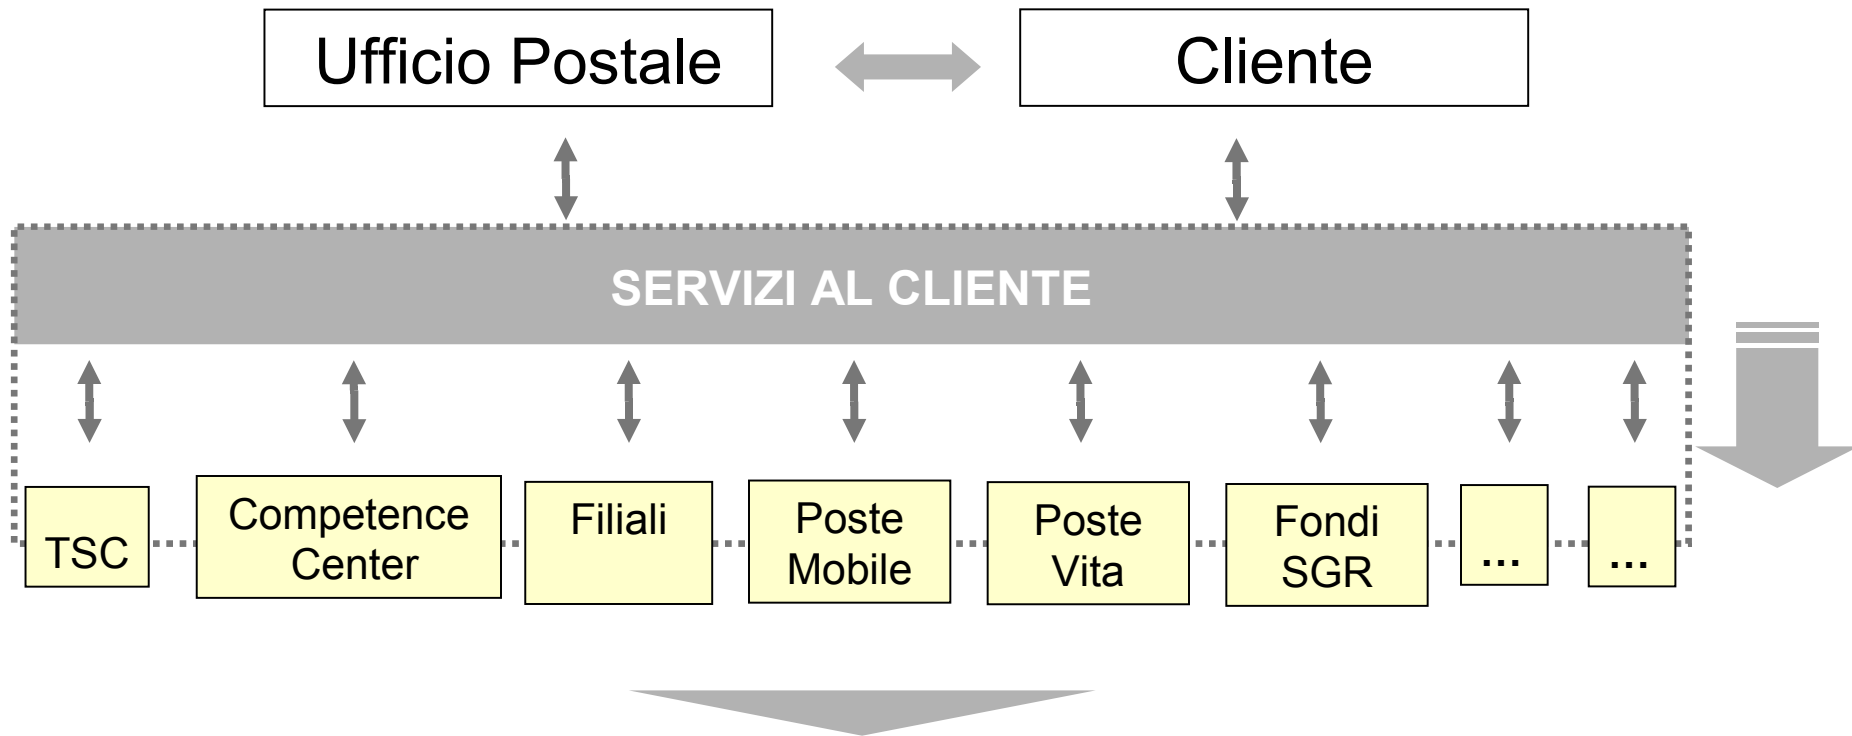 Ufficio Postale
Cliente
SERVIZI AL CLIENTE
TSC
Competence
Center
Filiali
Poste
Mobile
Poste
Vita
Fondi
SGR
...
...